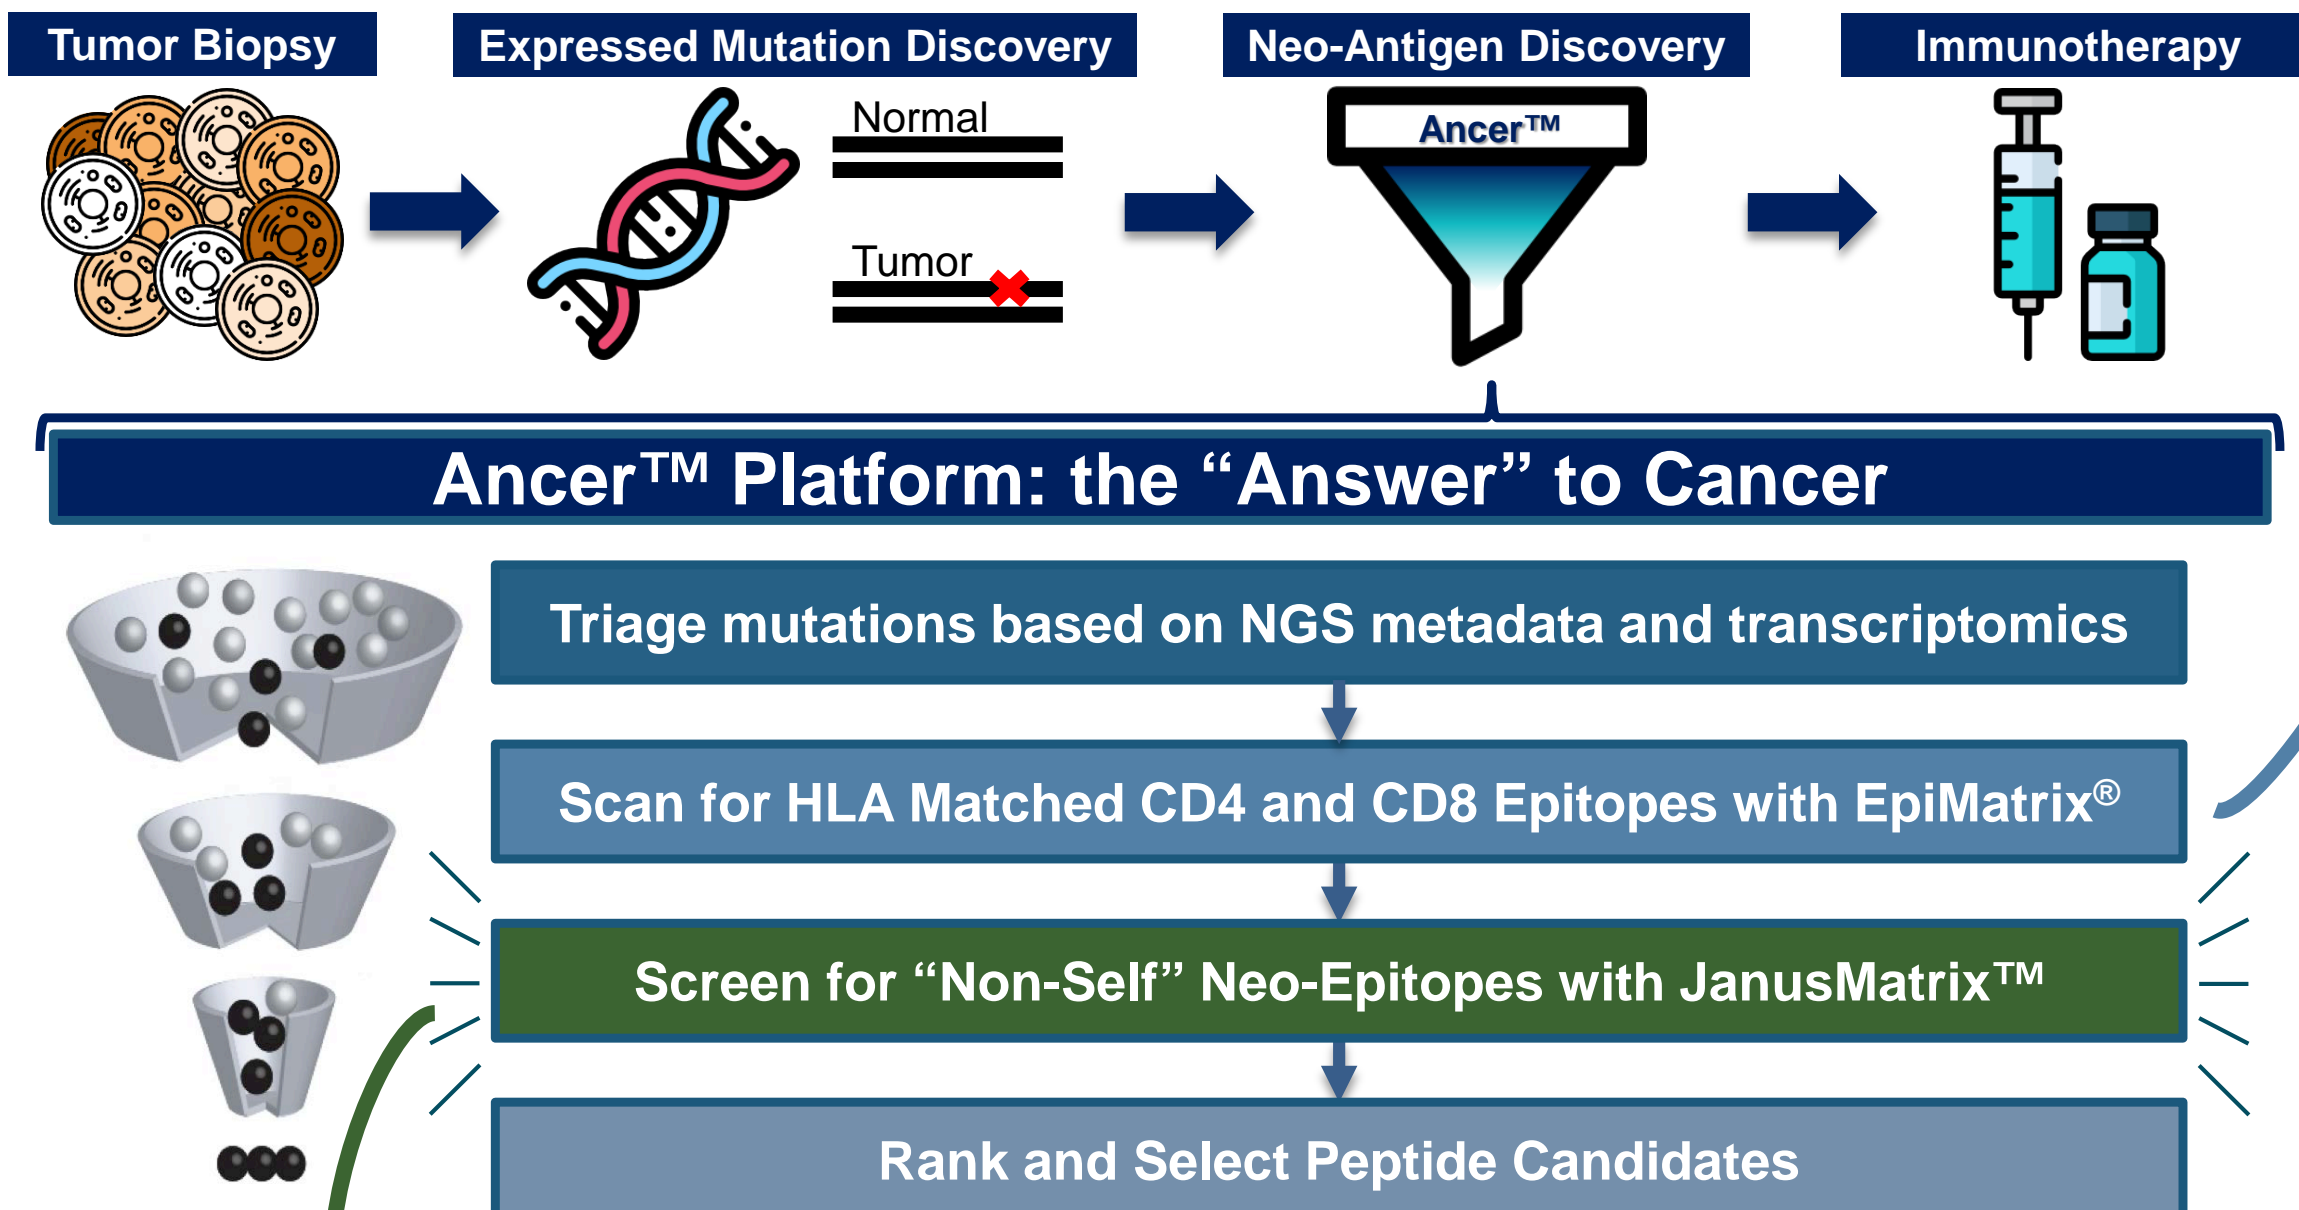 Tumor Biopsy
Expressed Mutation Discovery
Neo-Antigen Discovery
Immunotherapy
Normal
Tumor
Ancer™
Ancer™ Platform: the “Answer” to Cancer
Triage mutations based on NGS metadata and transcriptomics
Scan for HLA Matched CD4 and CD8 Epitopes with EpiMatrix®
Screen for “Non-Self” Neo-Epitopes with JanusMatrix™
Rank and Select Peptide Candidates